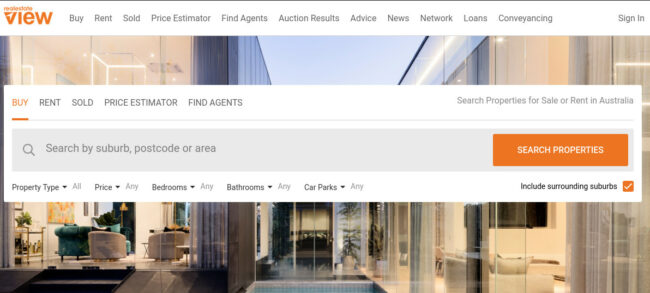 realestate
view
Buy Rent Sold Price Estimator Find Agents Auction Results Advice News Network Loans Conveyancing Sign In
BUY RENT SOLD PRICE ESTIMATOR FIND AGENTS Search Properties for Sale or Rent in Australia
Search by suburb, postcode or area SEARCH PROPERTIES
Property Type All Price Any Bedrooms Any Bathrooms Any Car Parks Any Include surrounding suburbs